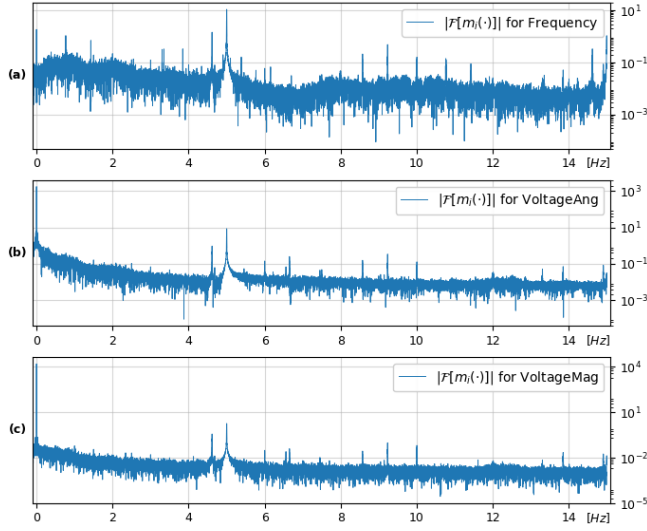 10¹
|ℱ[mᵢ(·)]| for Frequency
(a)
10⁻¹
10⁻³
0 2 4 6 8 10 12 14 [Hz]
10³
|ℱ[mᵢ(·)]| for VoltageAng
10¹
(b)
10⁻¹
10⁻³
0 2 4 6 8 10 12 14 [Hz]
10⁴
|ℱ[mᵢ(·)]| for VoltageMag
10¹
(c)
10⁻²
10⁻⁵
0 2 4 6 8 10 12 14 [Hz]